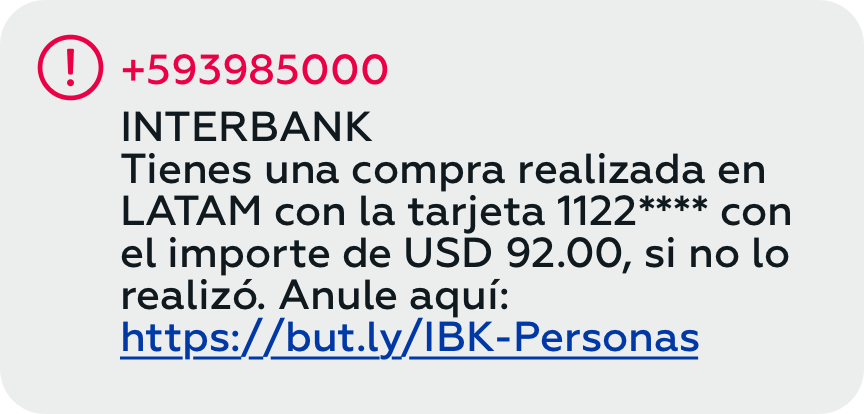 +593985000
INTERBANK
Tienes una compra realizada en
LATAM con la tarjeta 1122**** con
el importe de USD 92.00, si no lo
realizó. Anule aquí:
https://but.ly/IBK-Personas